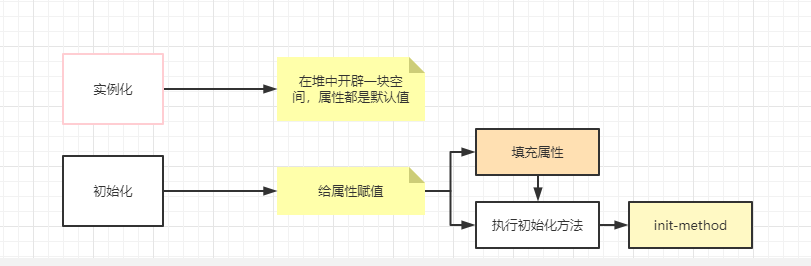 实例化
在堆中开辟一块空
间，属性都是默认值
初始化
给属性赋值
填充属性
执行初始化方法
init-method